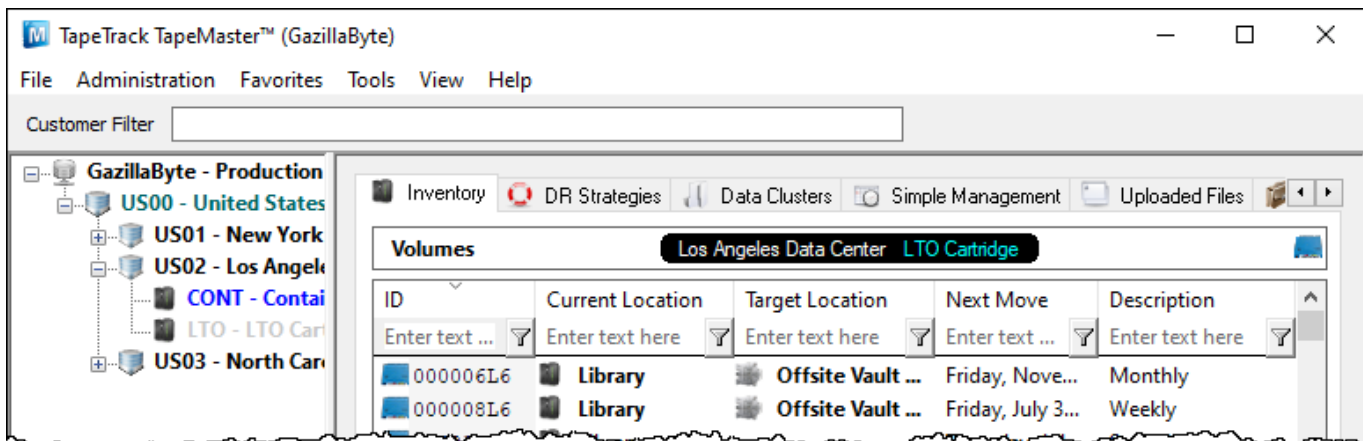 TapeTrack TapeMaster™ (GazillaByte)
File Administration Favorites Tools View Help
Customer Filter
GazillaByte - Production
US00 - United States
US01 - New York
US02 - Los Angele
CONT - Contai
LTO - LTO Cart
US03 - North Car
Inventory DR Strategies Data Clusters Simple Management Uploaded Files
Volumes Los Angeles Data Center LTO Cartridge
ID Current Location Target Location Next Move Description
Enter text ... Enter text here Enter text here Enter text ... Enter text here
000006L6 Library Offsite Vault ... Friday, Nove... Monthly
000008L6 Library Offsite Vault ... Friday, July 3... Weekly